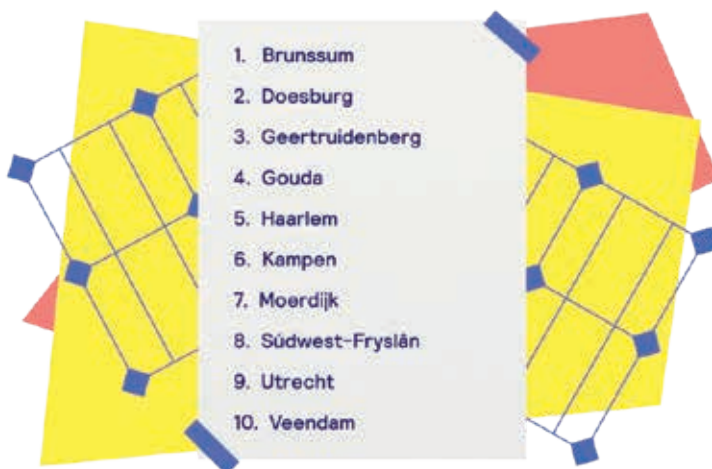 1. Brunssum
2. Doesburg
3. Geertruidenberg
4. Gouda
5. Haarlem
6. Kampen
7. Moerdijk
8. Súdwest-Fryslân
9. Utrecht
10. Veendam